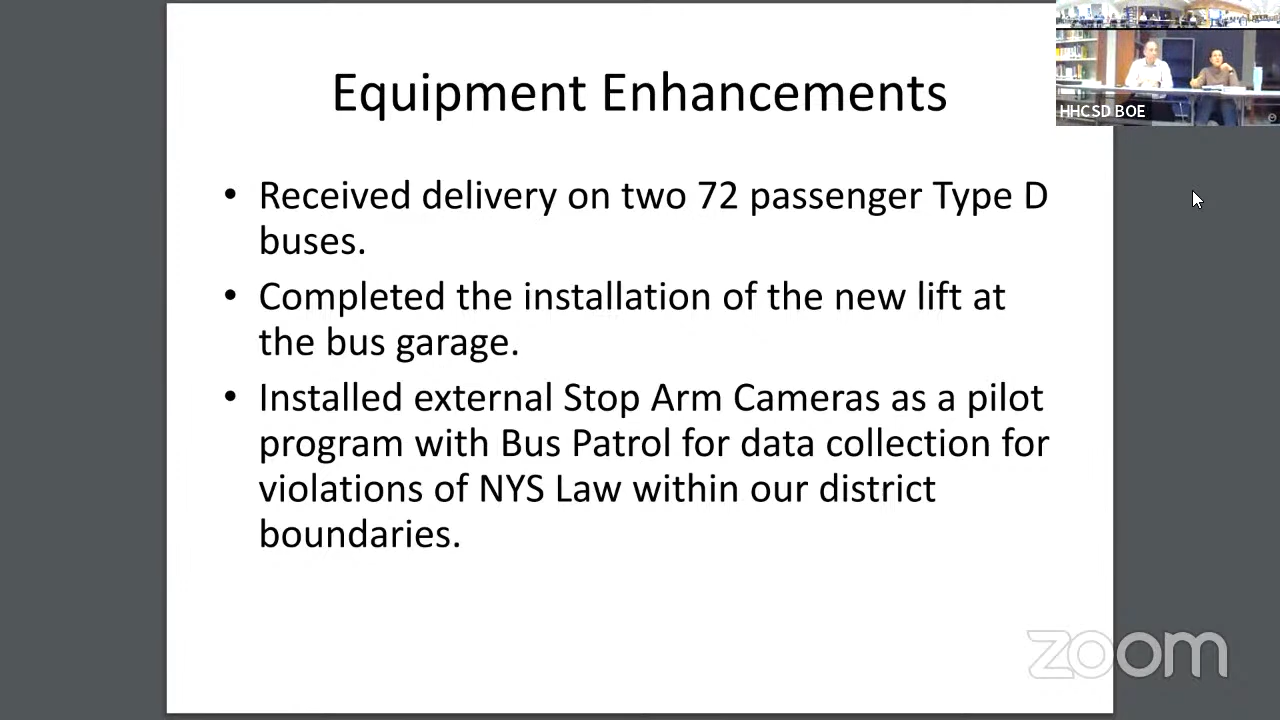 Equipment Enhancements
HHCSD BOE
• Received delivery on two 72 passenger Type D
buses.
• Completed the installation of the new lift at
the bus garage.
• Installed external Stop Arm Cameras as a pilot
program with Bus Patrol for data collection for
violations of NYS Law within our district
boundaries.
zoom